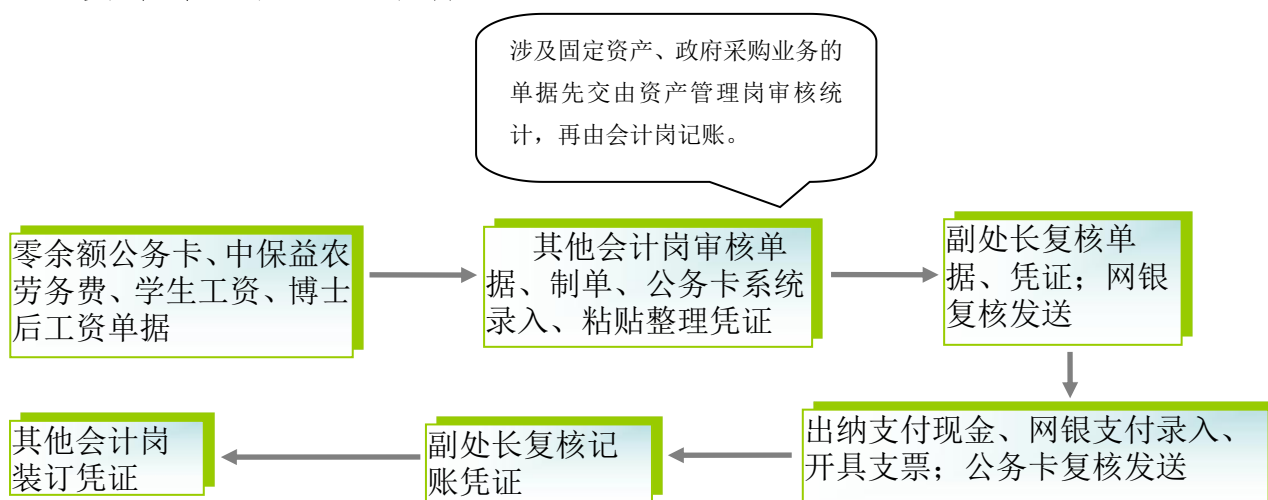 涉及固定资产、政府采购业务的
单据先交由资产管理岗审核统
计，再由会计岗记账。
零余额公务卡、中保益农
劳务费、学生工资、博士
后工资单据
其他会计岗审核单
据、制单、公务卡系统
录入、粘贴整理凭证
副处长复核单
据、凭证；网银
复核发送
出纳支付现金、网银支付录入、
开具支票；公务卡复核发送
副处长复核记
账凭证
其他会计岗
装订凭证